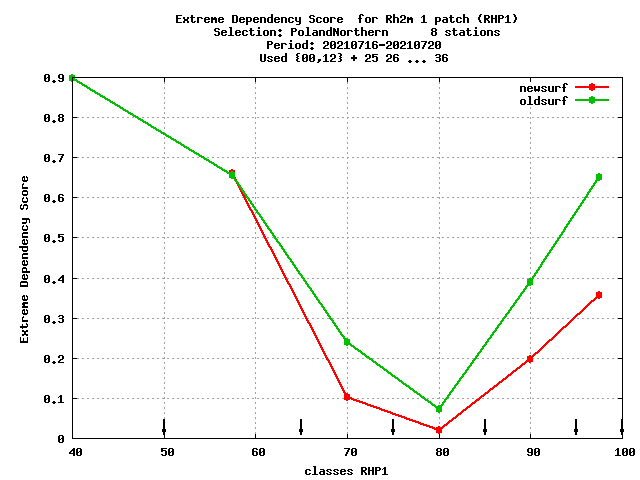 Extreme Dependency Score  for Rh2m 1 patch (RHP1)
Selection: PolandNorthern      8 stations
Period: 20210716-20210720
Used {00,12} + 25 26 ... 36
newsurf
oldsurf
0.9
0.8
0.7
0.6
0.5
0.4
0.3
0.2
0.1
0
Extreme Dependency Score
40 50 60 70 80 90 100
classes RHP1